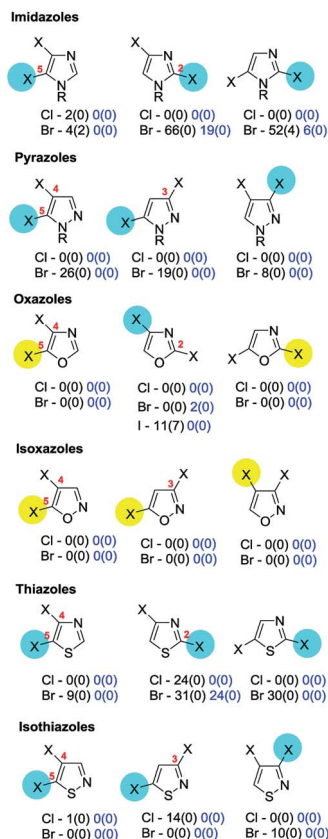 Imidazoles
X X
N N N
5 2
X X X X
N N N
R R R
Cl - 2(0) 0(0) Cl - 0(0) 0(0) Cl - 0(0) 0(0)
Br - 4(2) 0(0) Br - 66(0) 19(0) Br - 52(4) 6(0)
Pyrazoles
X 4 3 X X X
5 N N N
X N X N N
R R R
Cl - 0(0) 0(0) Cl - 0(0) 0(0) Cl - 0(0) 0(0)
Br - 26(0) 0(0) Br - 19(0) 0(0) Br - 8(0) 0(0)
Oxazoles
X 4 X
N N N
5 2
X O O X X O X
Cl - 0(0) 0(0) Cl - 0(0) 0(0) Cl - 0(0) 0(0)
Br - 0(0) 0(0) Br - 0(0) 2(0) Br - 0(0) 0(0)
I - 11(7) 0(0)
Isoxazoles
X 4 3 X X X
5 N N N
X O X O O
Cl - 0(0) 0(0) Cl - 0(0) 0(0) Cl - 0(0) 0(0)
Br - 0(0) 0(0) Br - 0(0) 0(0) Br - 0(0) 0(0)
Thiazoles
X 4 X
N N N
5 2
X S S X X S X
Cl - 0(0) 0(0) Cl - 24(0) 0(0) Cl - 0(0) 0(0)
Br - 9(0) 0(0) Br - 31(0) 24(0) Br 30(0) 0(0)
Isothiazoles
X 4 3 X X X
5 N N N
X S X S S
Cl - 1(0) 0(0) Cl - 14(0) 0(0) Cl - 0(0) 0(0)
Br - 0(0) 0(0) Br - 0(0) 0(0) Br - 10(0) 0(0)